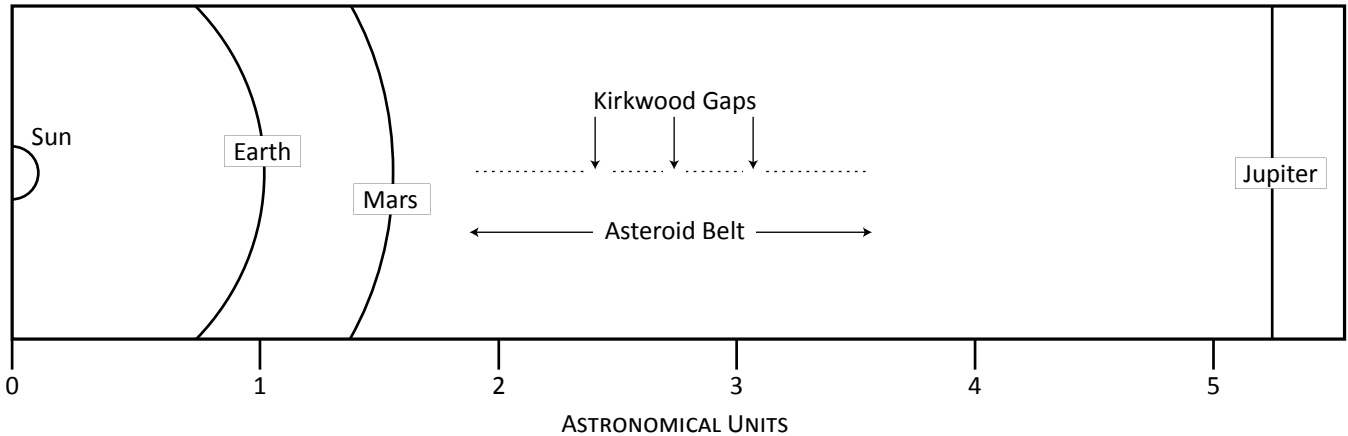 Sun
Earth
Mars
Kirkwood Gaps
Asteroid Belt
Jupiter
0 1 2 3 4 5
ASTRONOMICAL UNITS